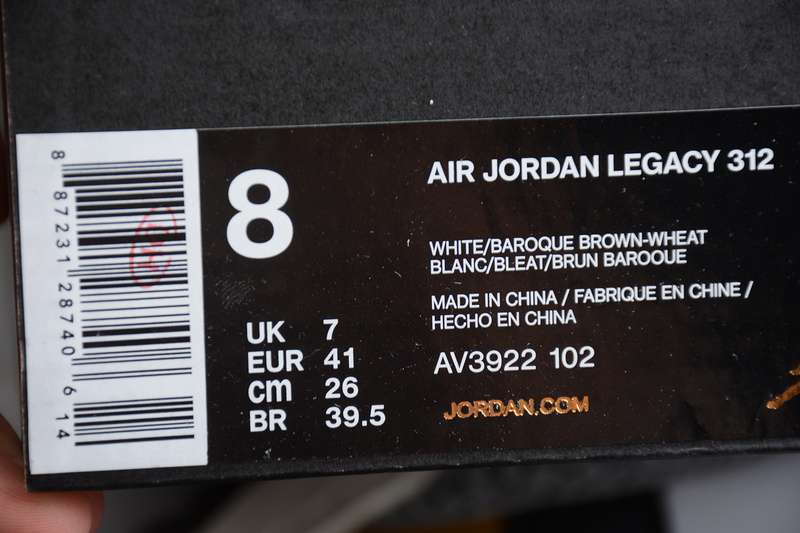 8 87231 28740 6 14
8
UK 7
EUR 41
cm 26
BR 39.5
AIR JORDAN LEGACY 312
WHITE/BAROQUE BROWN-WHEAT
BLANC/BLEAT/BRUN BAROOUE
MADE IN CHINA / FABRIQUE EN CHINE /
HECHO EN CHINA
AV3922 102
JORDAN.COM